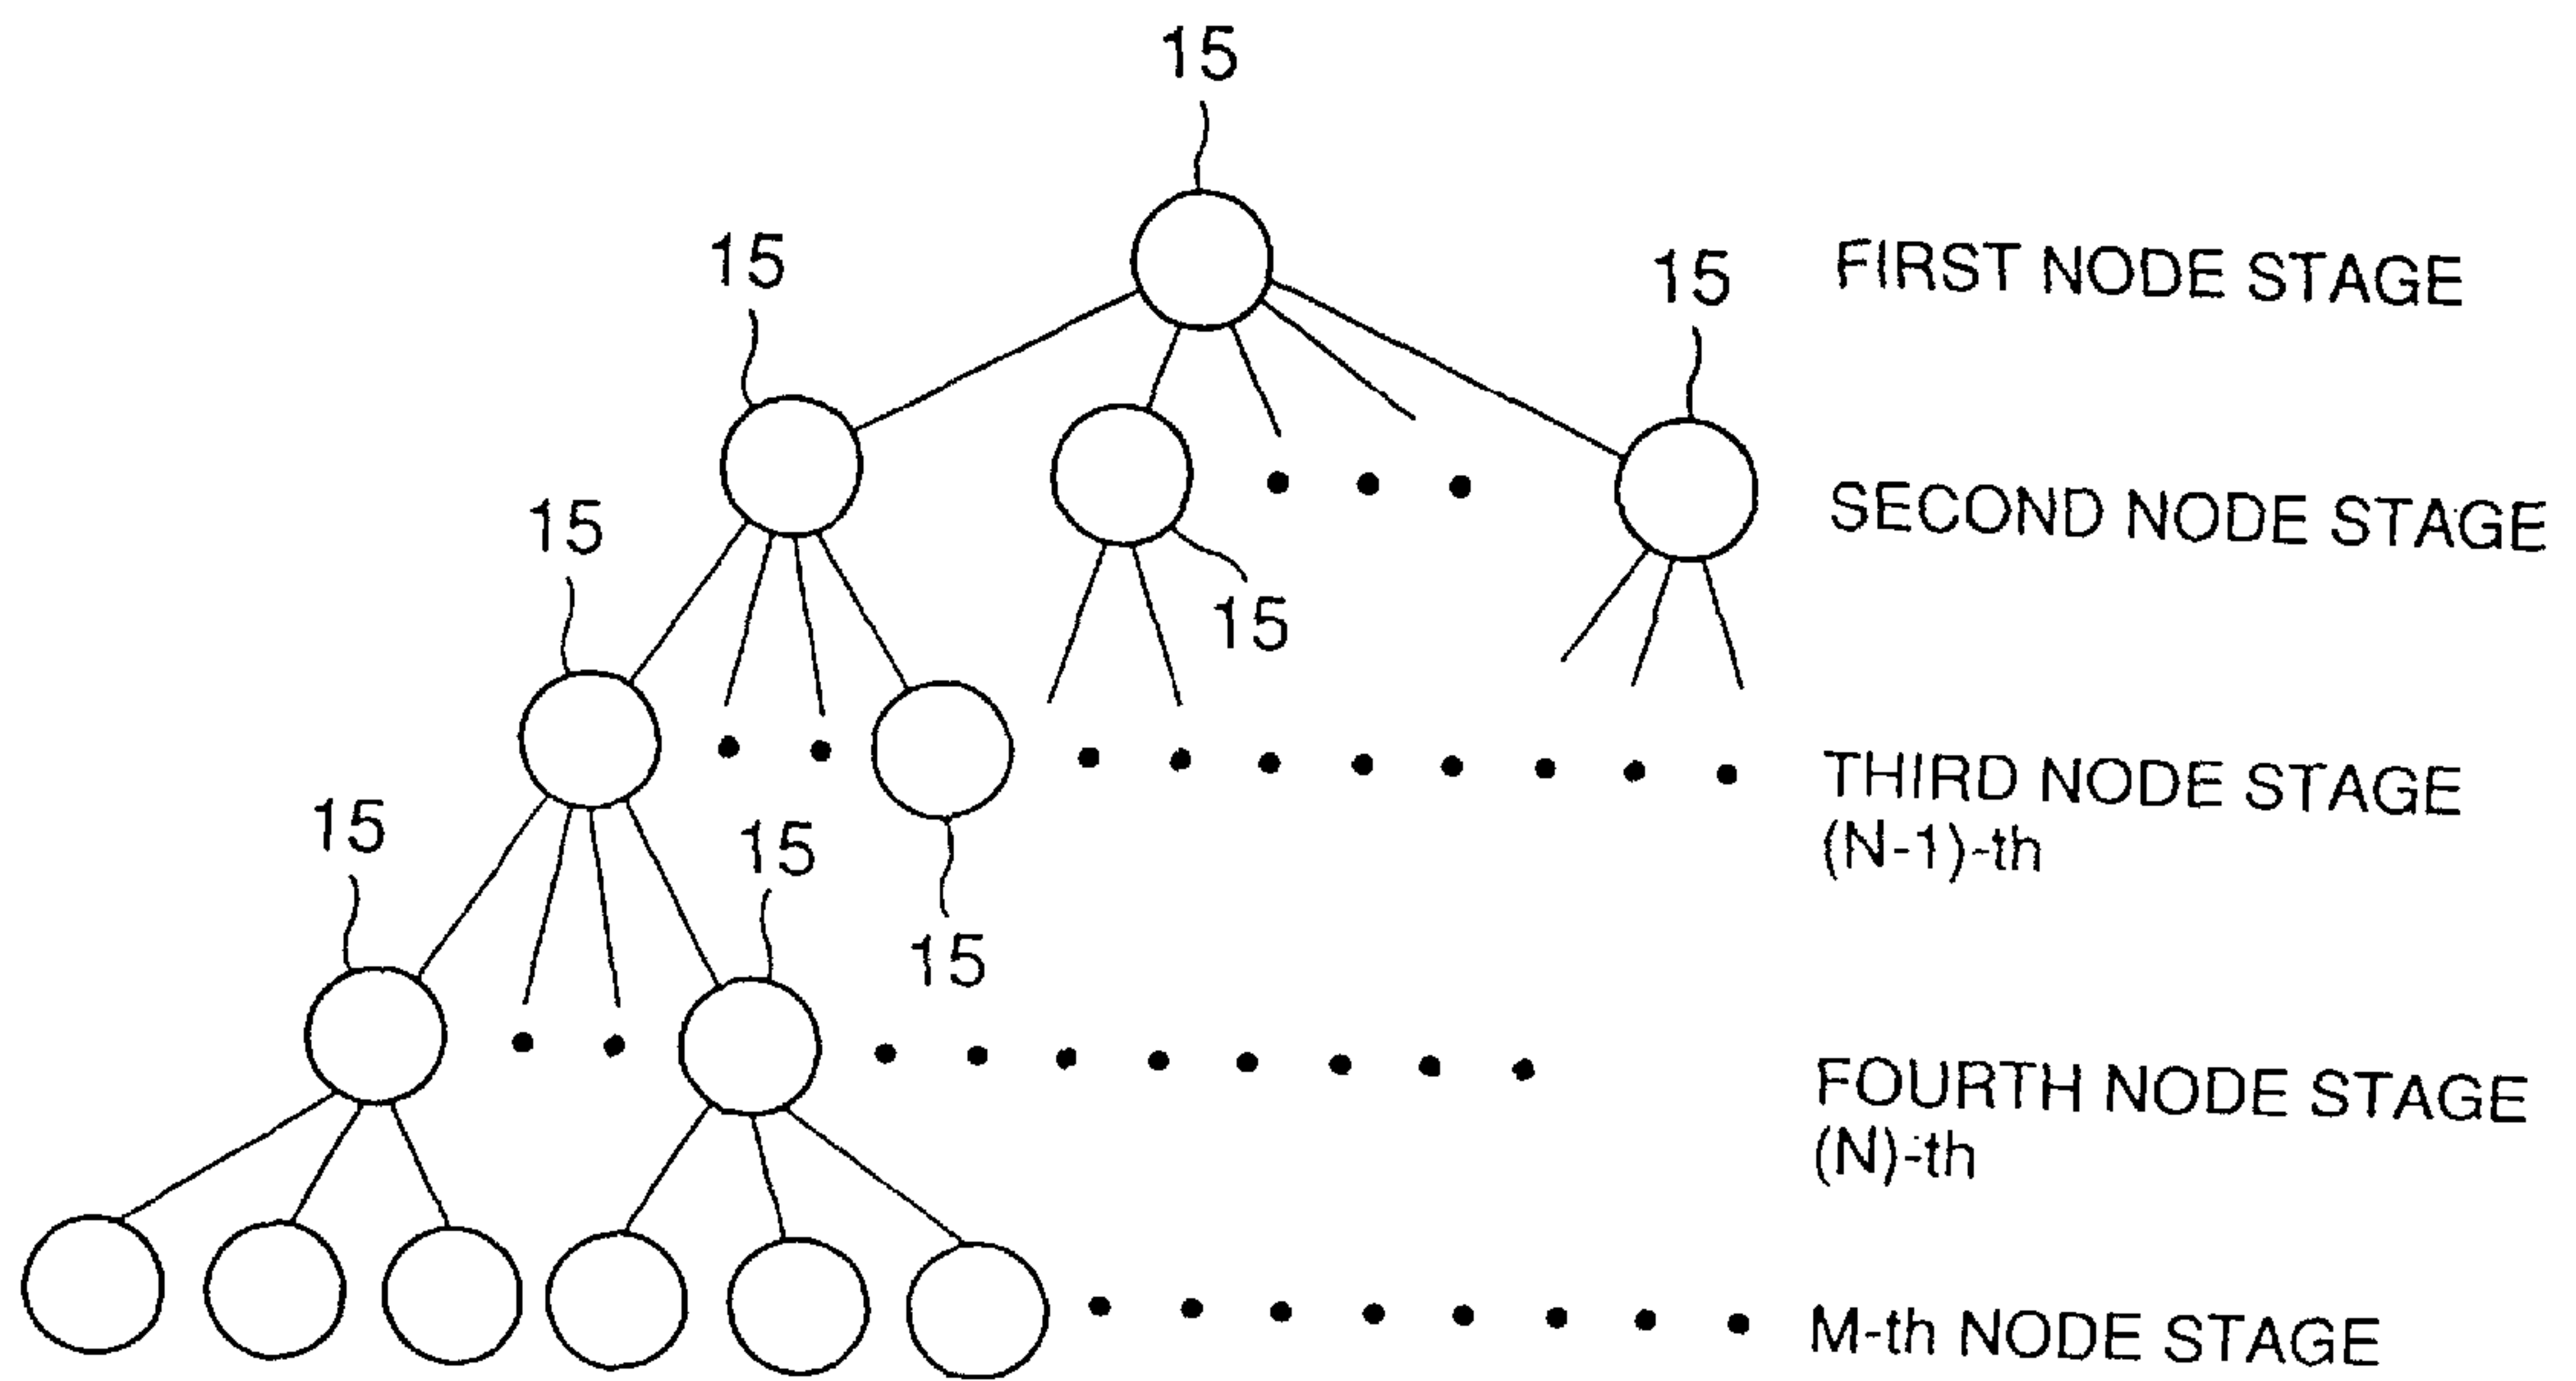 15
15
15
FIRST NODE STAGE
15
SECOND NODE STAGE
15
15
THIRD NODE STAGE
(N-1)-th
15
15
15
FOURTH NODE STAGE
(N)-th
M-th NODE STAGE